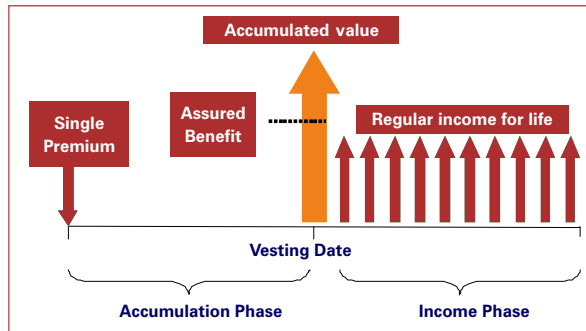 Accumulated value
Single
Premium
Assured
Benefit
Regular income for life
Vesting Date
Accumulation Phase
Income Phase